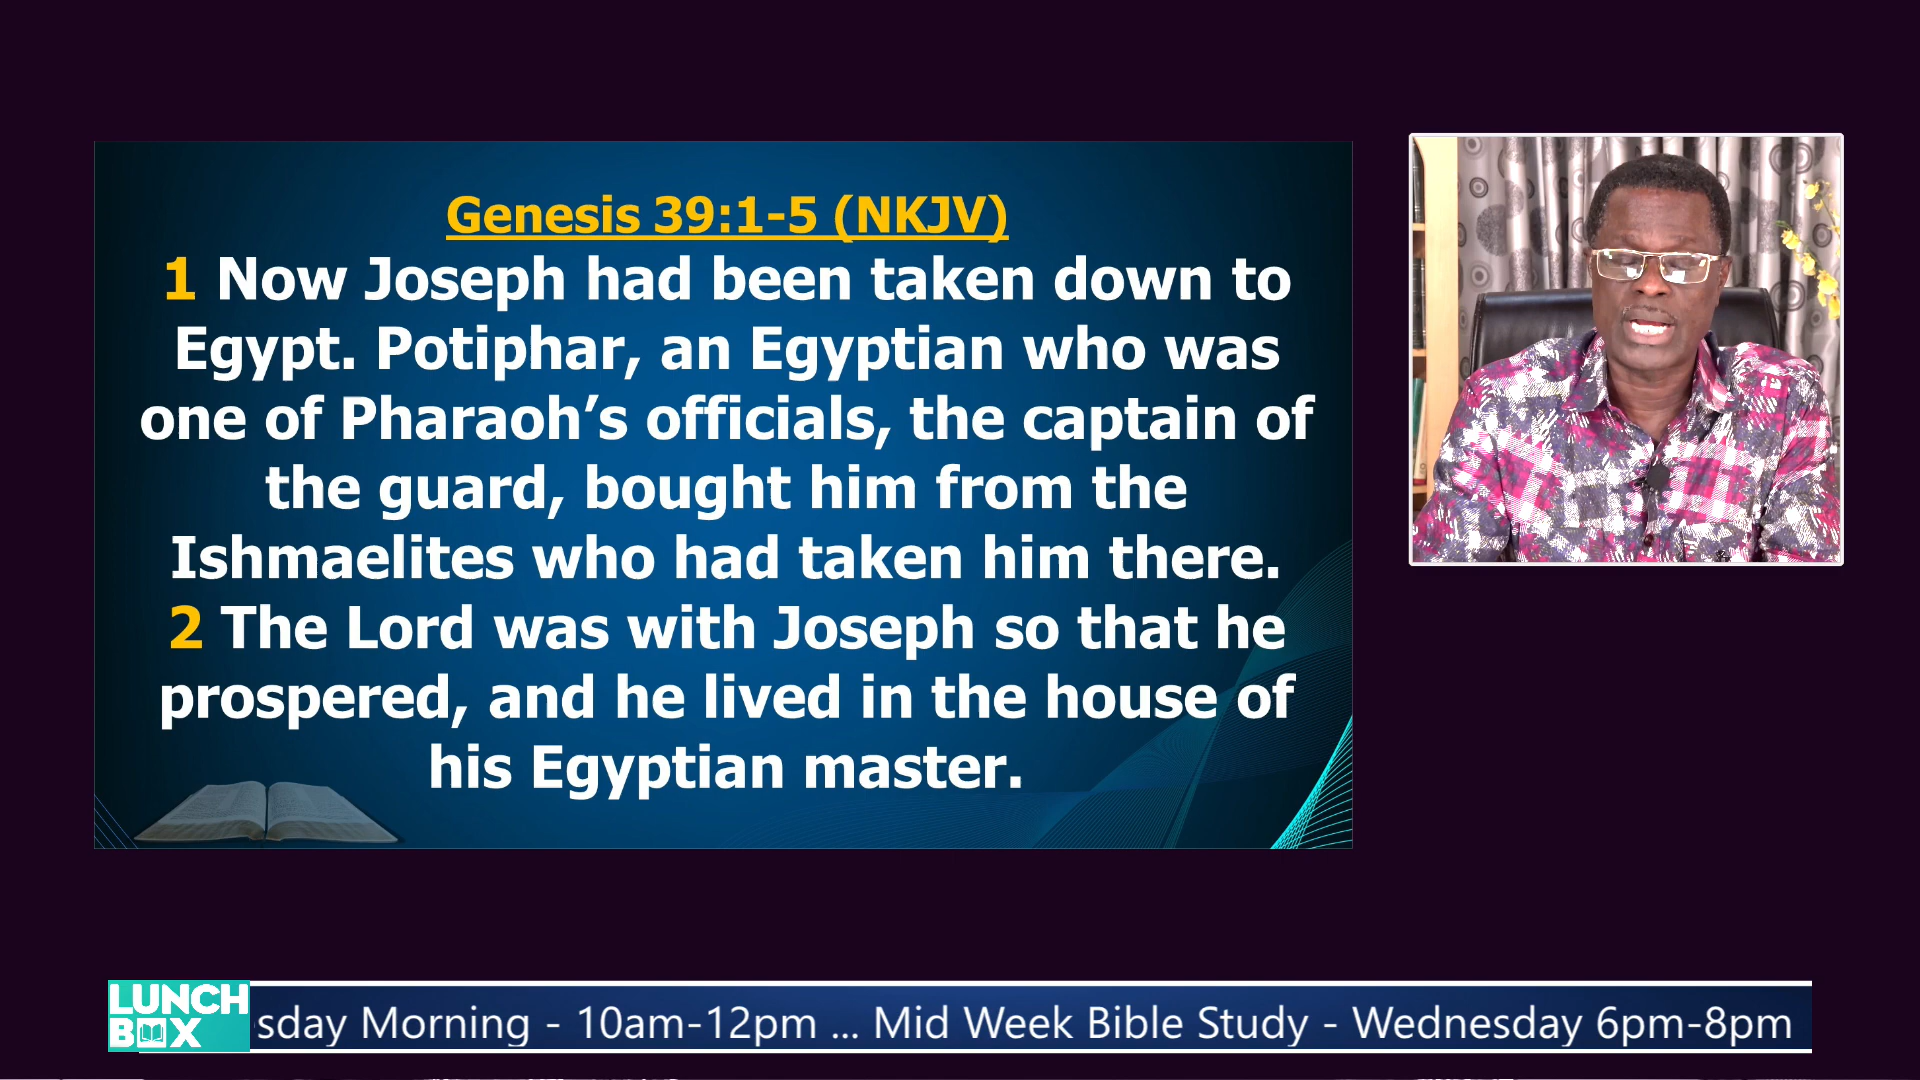 Genesis 39:1-5 (NKJV)
1 Now Joseph had been taken down to
Egypt. Potiphar, an Egyptian who was
one of Pharaoh’s officials, the captain of
the guard, bought him from the
Ishmaelites who had taken him there.
2 The Lord was with Joseph so that he
prospered, and he lived in the house of
his Egyptian master.
LUNCH
BOX
sday Morning - 10am-12pm ... Mid Week Bible Study - Wednesday 6pm-8pm